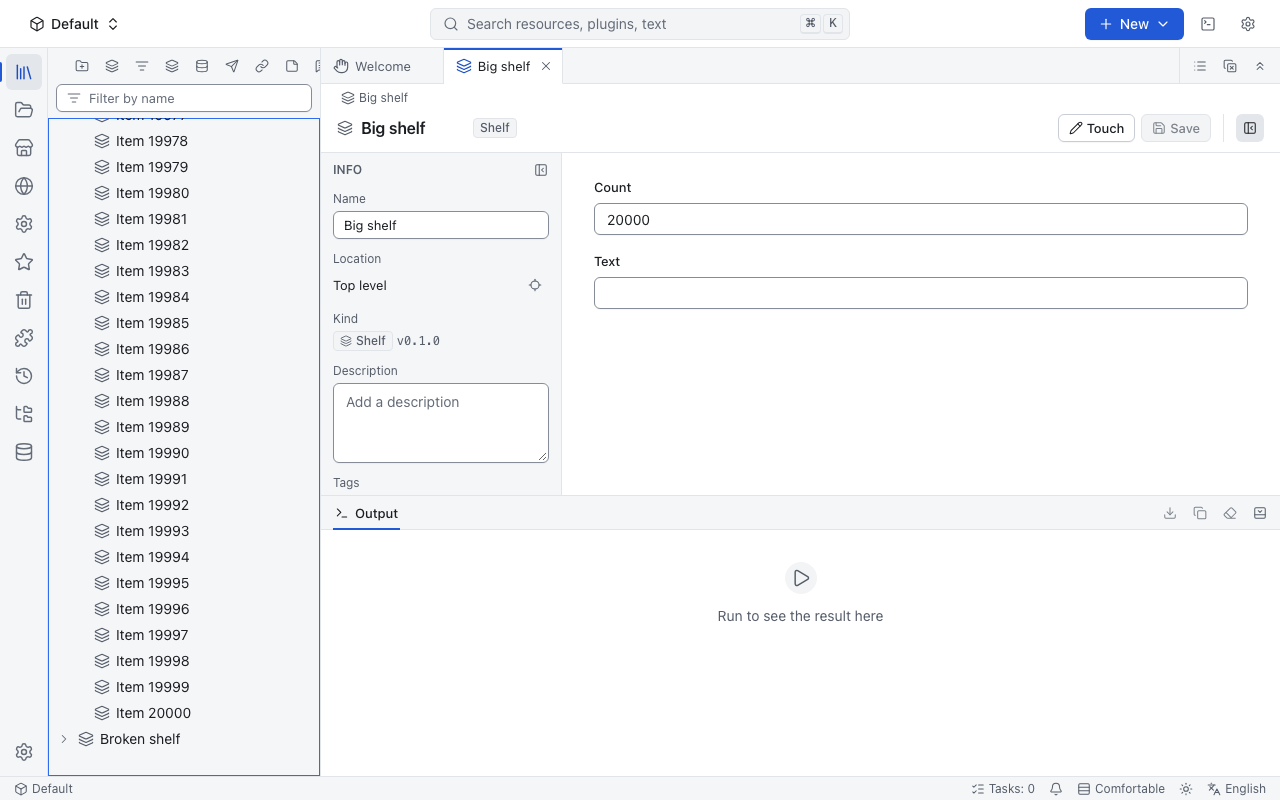 Default
Search resources, plugins, text
⌘ K
New
Filter by name
Item 19978
Item 19979
Item 19980
Item 19981
Item 19982
Item 19983
Item 19984
Item 19985
Item 19986
Item 19987
Item 19988
Item 19989
Item 19990
Item 19991
Item 19992
Item 19993
Item 19994
Item 19995
Item 19996
Item 19997
Item 19998
Item 19999
Item 20000
Broken shelf
Welcome
Big shelf
Big shelf
Big shelf
Shelf
Touch
Save
INFO
Name
Big shelf
Location
Top level
Kind
Shelf v0.1.0
Description
Add a description
Tags
Count
20000
Text
Output
Run to see the result here
Default
Tasks: 0
Comfortable
English